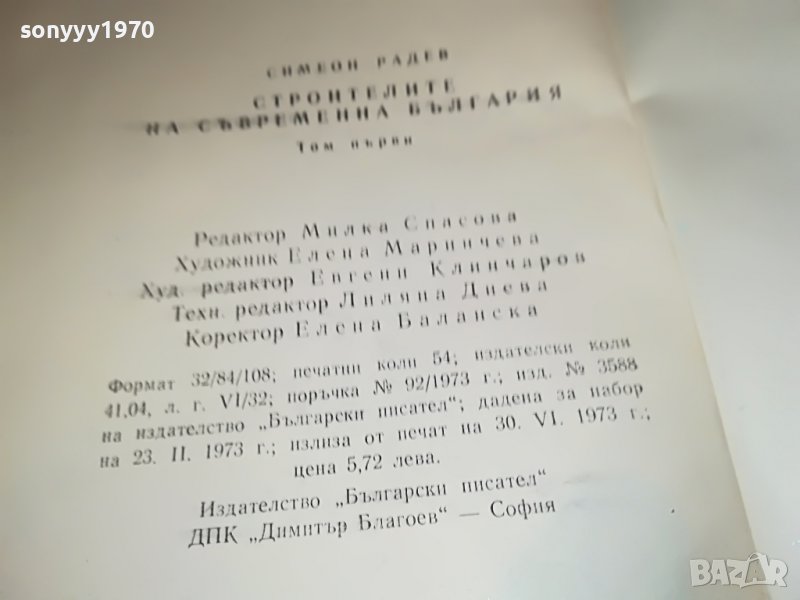 sonyyy1970
СИМЕОН РАДЕВ
СТРОИТЕЛИТЕ
НА СЪВРЕМЕННА БЪЛГАРИЯ
Том първи
Редактор Милка Спасова
Художник Елена Маринчева
Худ. редактор Евгени Клинчаров
Техн. редактор Лиляна Диева
Коректор Елена Баланска
Формат 32/84/108; печатни коли 54; издателски коли
41,04, л. г. VI/32; поръчка № 92/1973 г.; изд. № 3588
на издателство „Български писател"; дадена за набор
на 23. II. 1973 г.; излиза от печат на 30. VI. 1973 г.;
цена 5,72 лева.
Издателство „Български писател"
ДПК „Димитър Благоев" — София
BAZAR